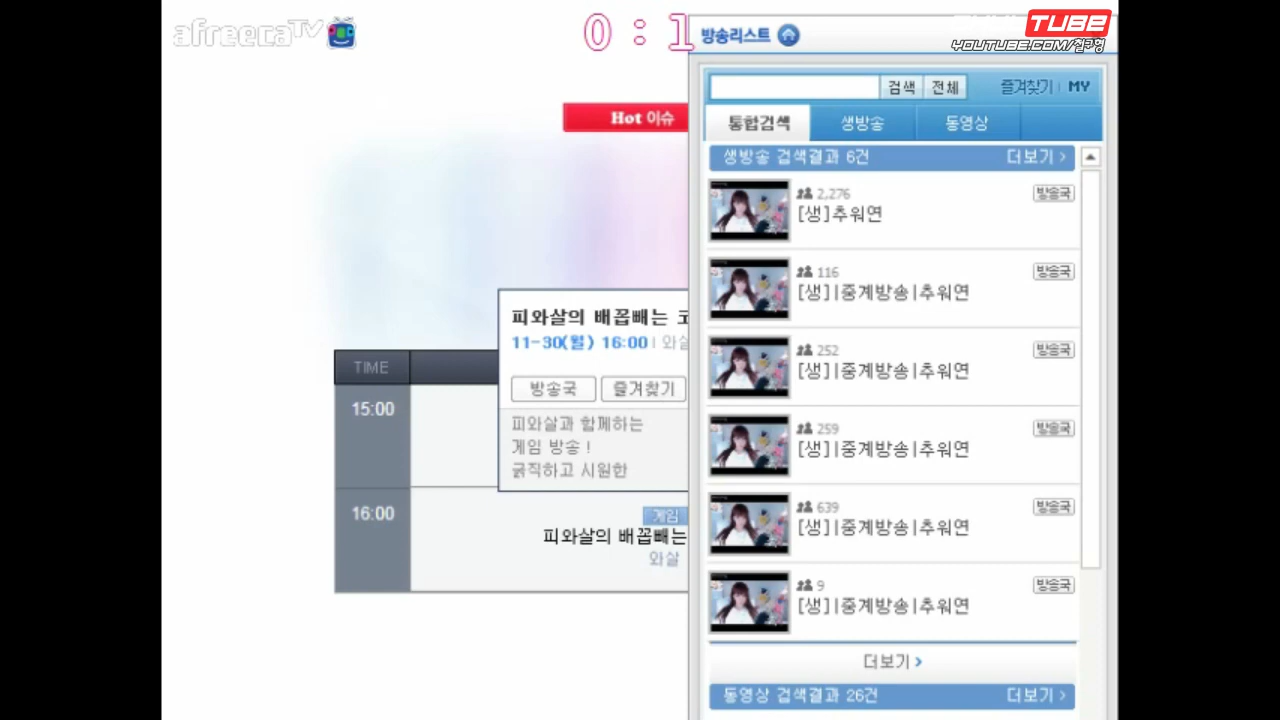 afreecaTV
0 : 1
TUBE
YOUTUBE.COM/철구형
방송리스트
검색 전체 즐겨찾기 | MY
통합검색 생방송 동영상
Hot 이슈
생방송 검색결과 6건 더보기 >
2,276 방송국
[생]추워연
116 방송국
[생]|중계방송|추워연
252 방송국
[생]|중계방송|추워연
259 방송국
[생]|중계방송|추워연
639 방송국
[생]|중계방송|추워연
9 방송국
[생]|중계방송|추워연
더보기 >
동영상 검색결과 26건 더보기 >
피와살의 배꼽빼는
11-30(월) 16:00 | 와살
방송국 즐겨찾기
피와살과 함께하는
게임 방송 !
굵직하고 시원한
TIME
15:00
16:00
게임
피와살의 배꼽빼는
와살